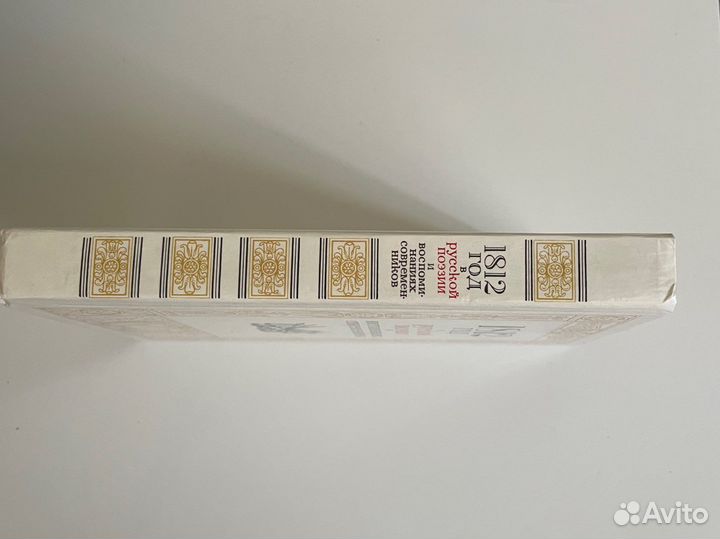 1812
ГОД
в
русской
поэзии
и
воспоми-
наниях
современ-
ников
Avito